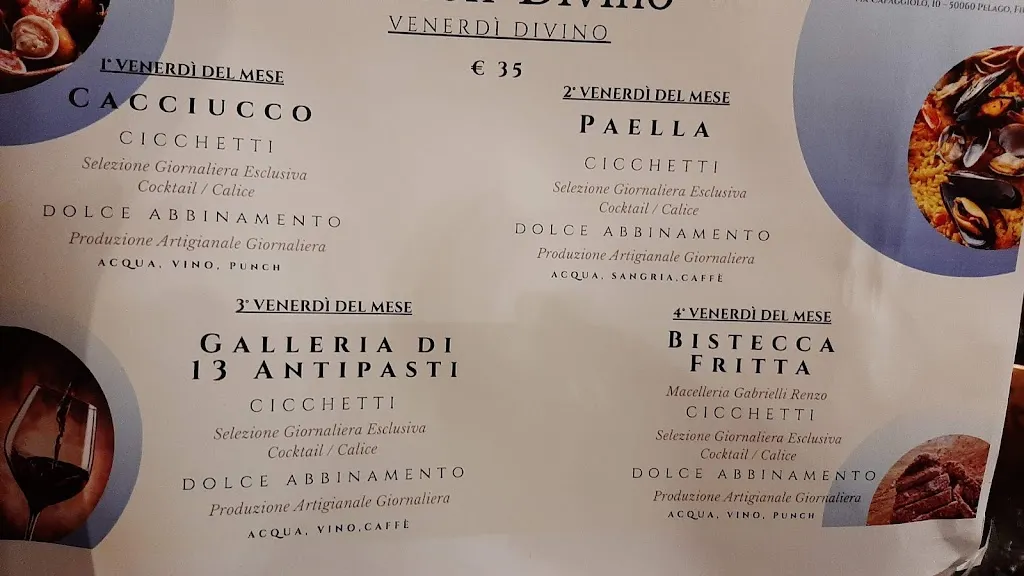 VENERDÌ DIVINO
€ 35
1° VENERDÌ DEL MESE
CACCIUCCO
CICCHETTI
Selezione Giornaliera Esclusiva
Cocktail / Calice
DOLCE ABBINAMENTO
Produzione Artigianale Giornaliera
ACQUA, VINO, PUNCH
2° VENERDÌ DEL MESE
PAELLA
CICCHETTI
Selezione Giornaliera Esclusiva
Cocktail / Calice
DOLCE ABBINAMENTO
Produzione Artigianale Giornaliera
ACQUA, SANGRIA,CAFFÈ
3° VENERDÌ DEL MESE
GALLERIA DI
13 ANTIPASTI
CICCHETTI
Selezione Giornaliera Esclusiva
Cocktail / Calice
DOLCE ABBINAMENTO
Produzione Artigianale Giornaliera
ACQUA, VINO,CAFFÈ
4° VENERDÌ DEL MESE
BISTECCA
FRITTA
Macelleria Gabrielli Renzo
CICCHETTI
Selezione Giornaliera Esclusiva
Cocktail / Calice
DOLCE ABBINAMENTO
Produzione Artigianale Giornaliera
ACQUA, VINO, PUNCH